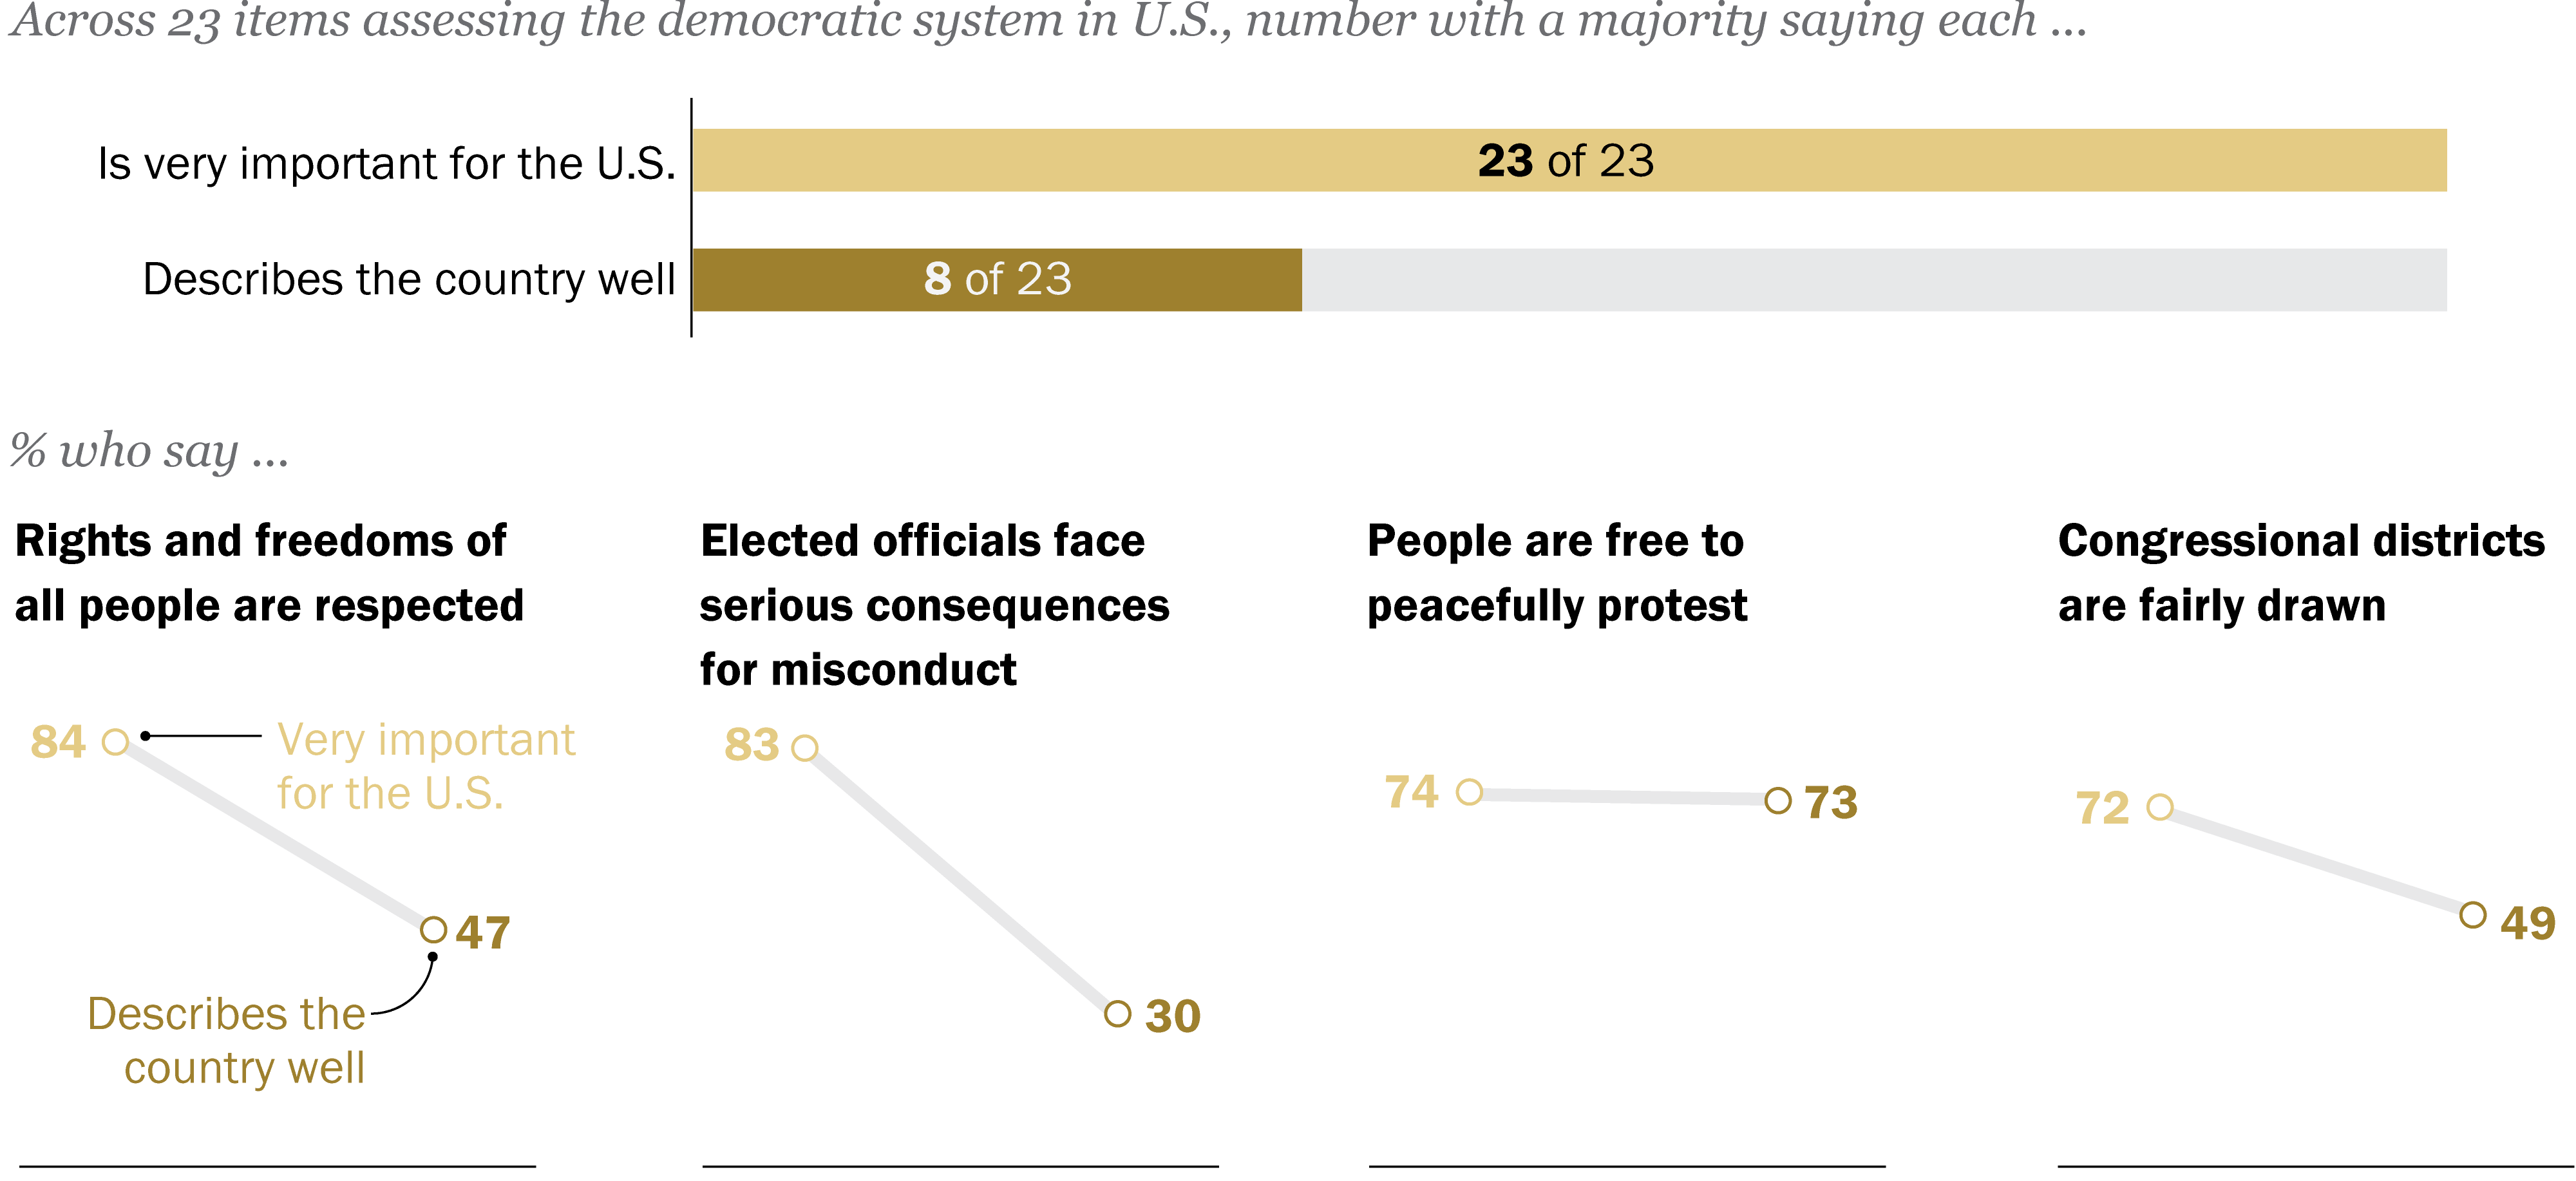 Across 23 items assessing the democratic system in U.S., number with a majority saying each ...
Is very important for the U.S.
23 of 23
Describes the country well
8 of 23
% who say ...
Rights and freedoms of
all people are respected
84
Very important
for the U.S.
47
Describes the
country well
Elected officials face
serious consequences
for misconduct
83
30
People are free to
peacefully protest
74
73
Congressional districts
are fairly drawn
72
49